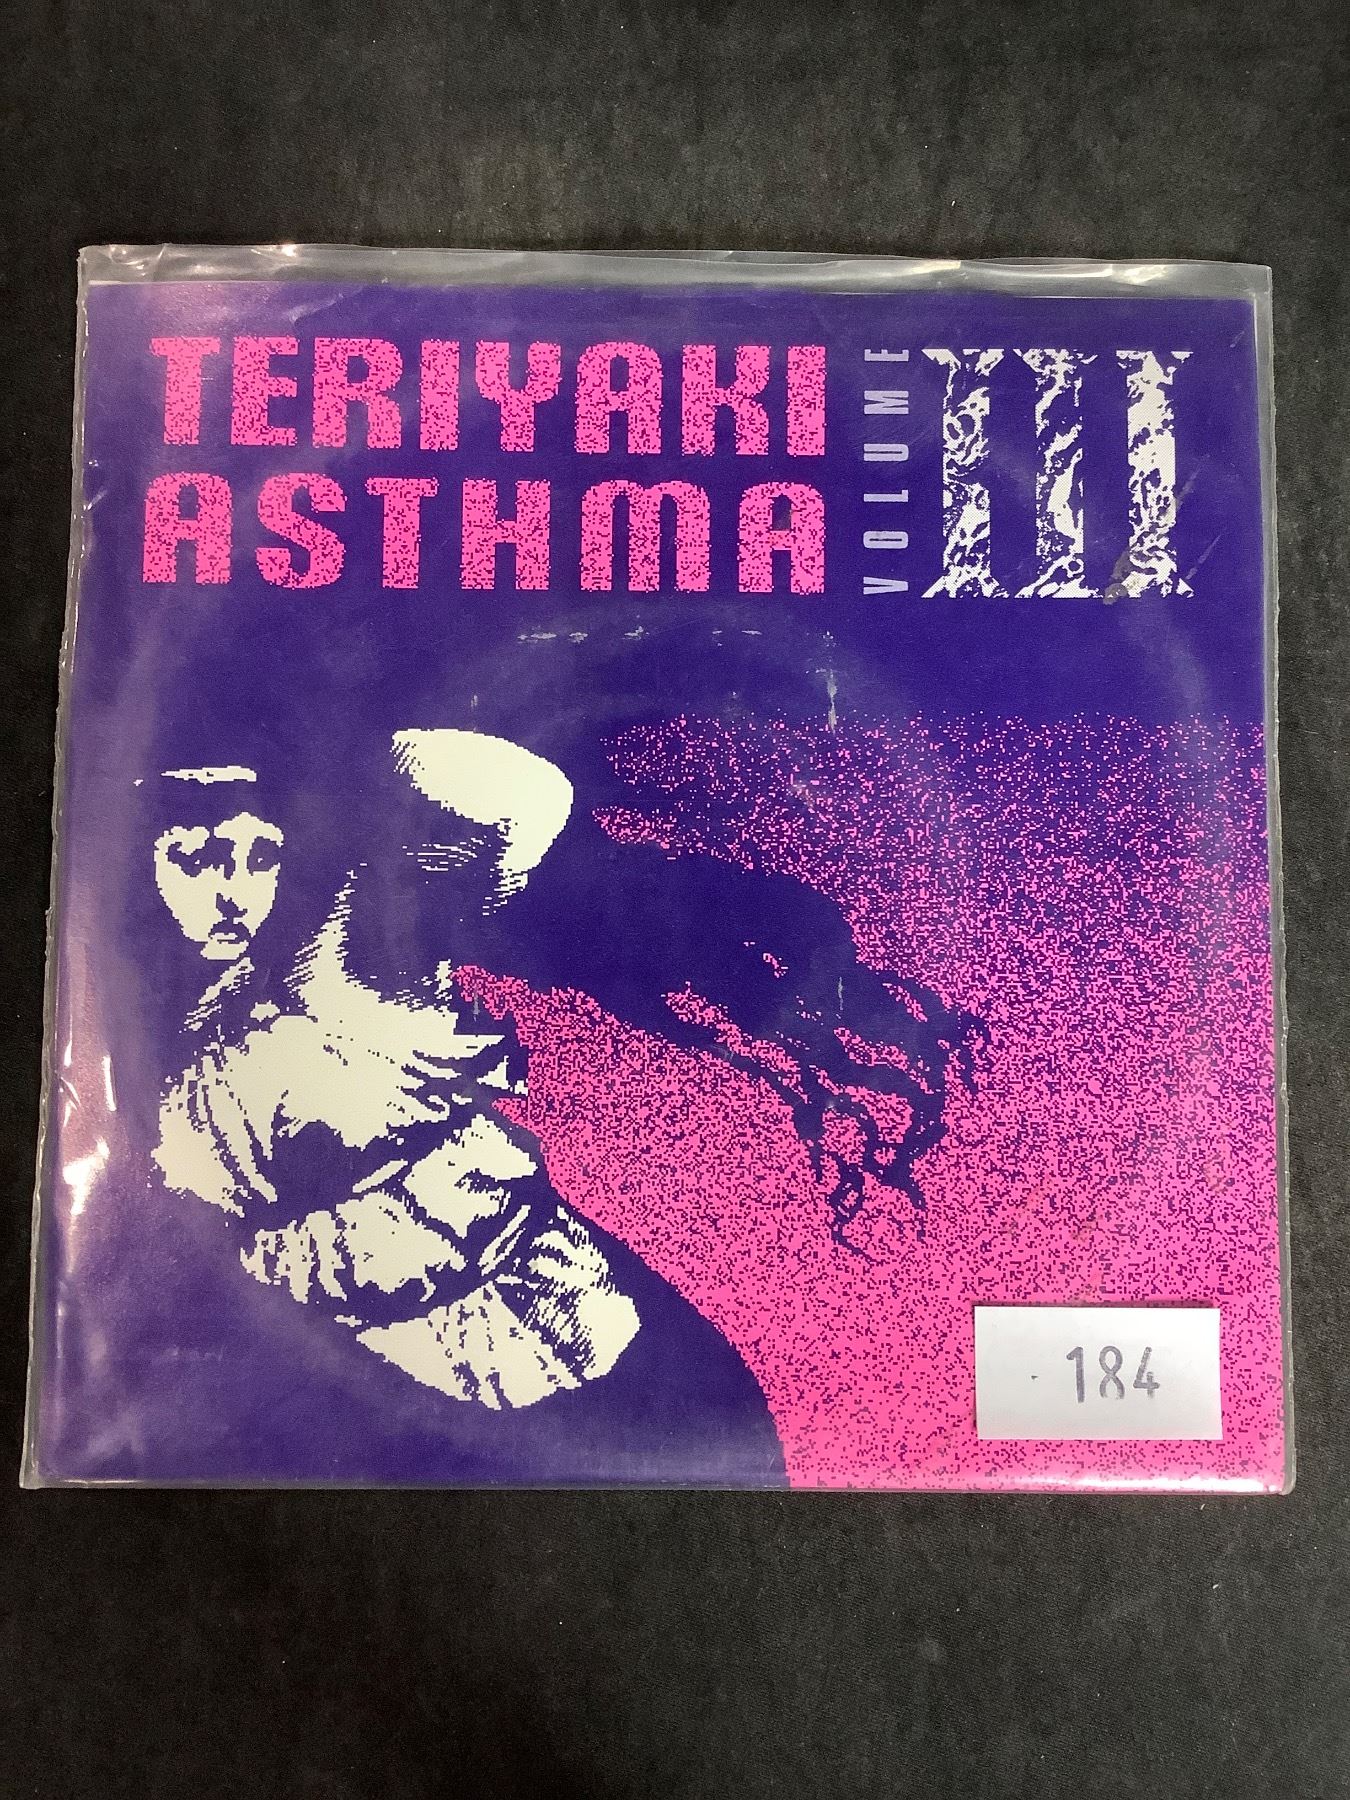 TERIYAKI
ASTHMA
VOLUME
III
184